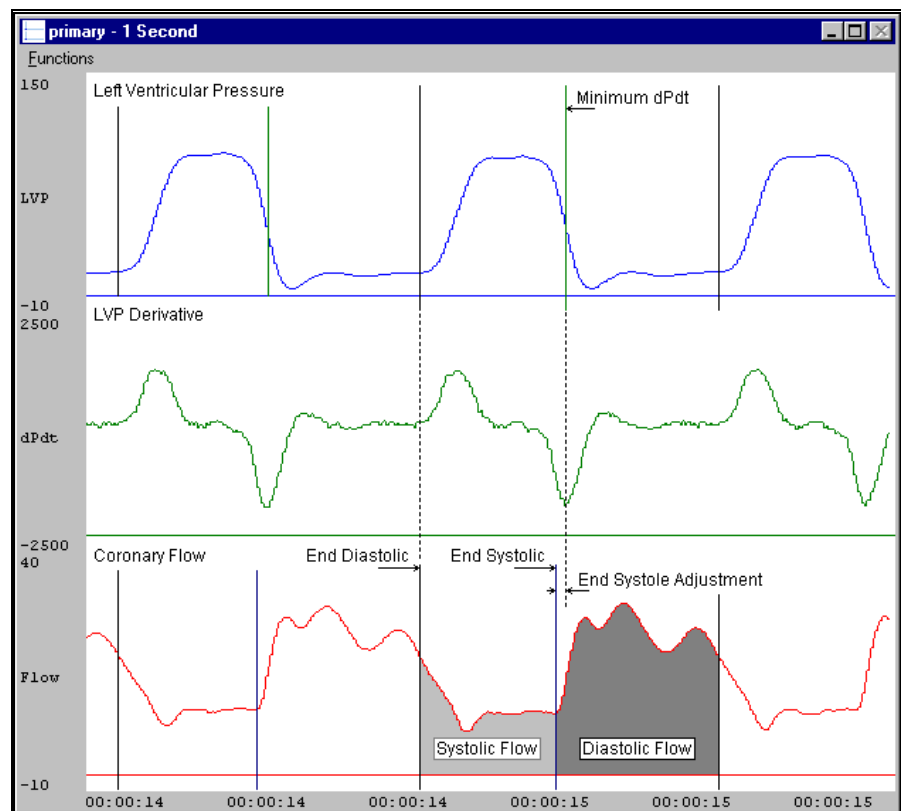 primary - 1 Second
Functions
150
Left Ventricular Pressure
Minimum dPdt
LVP
-10
2500
LVP Derivative
dPdt
-2500
40
Coronary Flow
End Diastolic
End Systolic
End Systole Adjustment
Flow
Systolic Flow
Diastolic Flow
-10
00:00:14 00:00:14 00:00:14 00:00:15 00:00:15 00:00:15